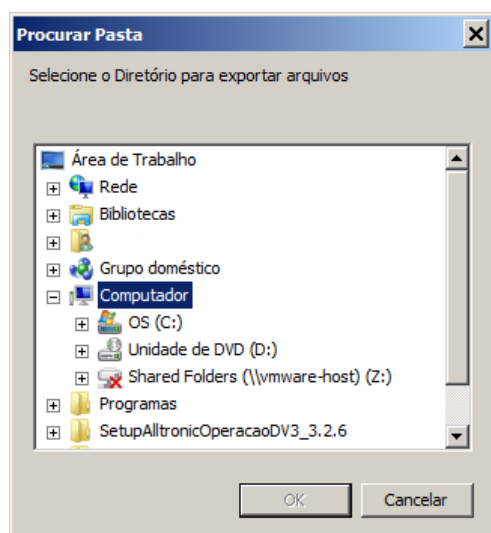 Procurar Pasta
Selecione o Diretório para exportar arquivos
Área de Trabalho
Rede
Bibliotecas
Grupo doméstico
Computador
OS (C:)
Unidade de DVD (D:)
Shared Folders (\\vmware-host) (Z:)
Programas
SetupAlltronicOperacaoDV3_3.2.6
OK
Cancelar